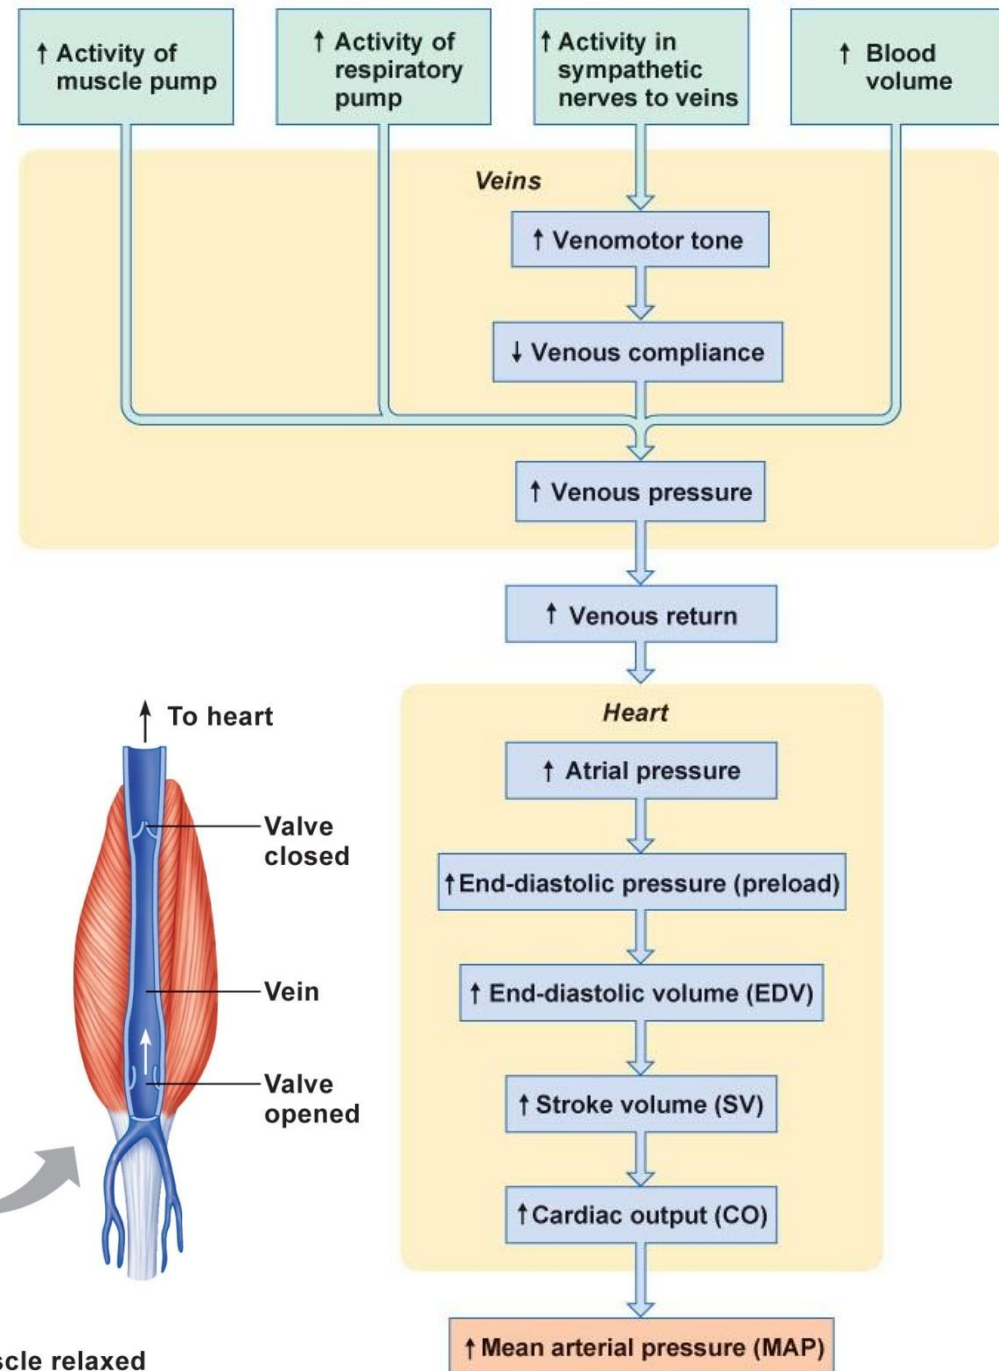 ↑ Activity of
muscle pump
↑ Activity of
respiratory
pump
↑ Activity in
sympathetic
nerves to veins
↑ Blood
volume
Veins
↑ Venomotor tone
↓ Venous compliance
↑ Venous pressure
↑ Venous return
Heart
↑ Atrial pressure
↑ End-diastolic pressure (preload)
↑ End-diastolic volume (EDV)
↑ Stroke volume (SV)
↑ Cardiac output (CO)
↑ Mean arterial pressure (MAP)
To heart
Valve
closed
Vein
Valve
opened
relaxed